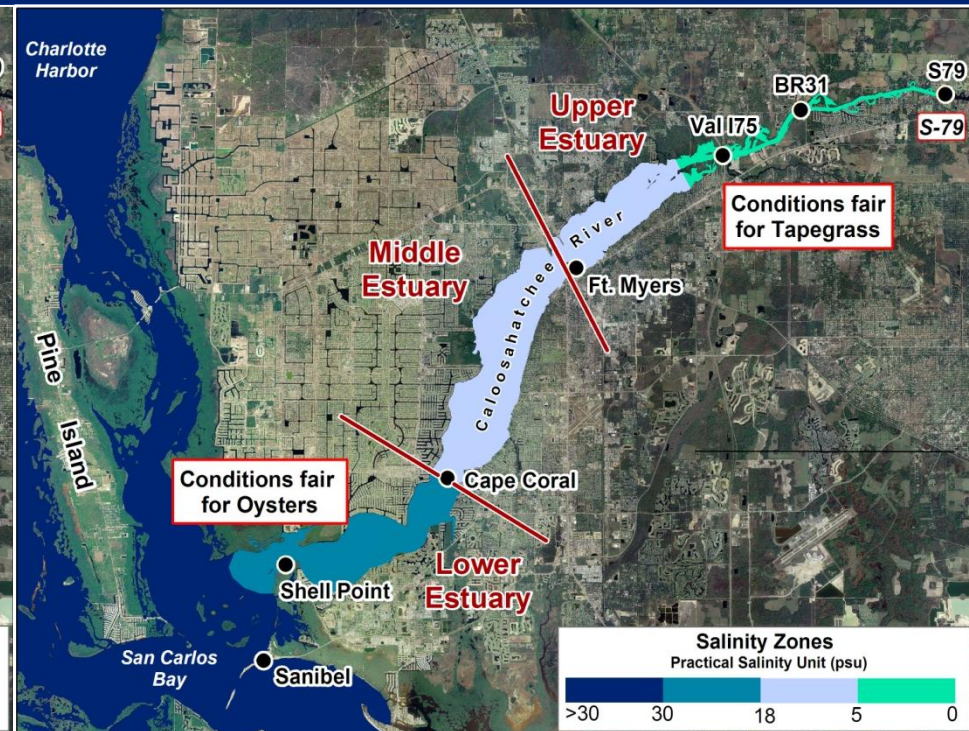 Charlotte
Harbor
S79
BR31
S-79
Upper
Estuary
Val I75
Conditions fair
for Tapegrass
Caloosahatchee River
Middle
Estuary
Ft. Myers
Pine
Island
Cape Coral
Conditions fair
for Oysters
Lower
Estuary
Shell Point
San Carlos
Bay
Sanibel
Salinity Zones
Practical Salinity Unit (psu)
>30 30 18 5 0